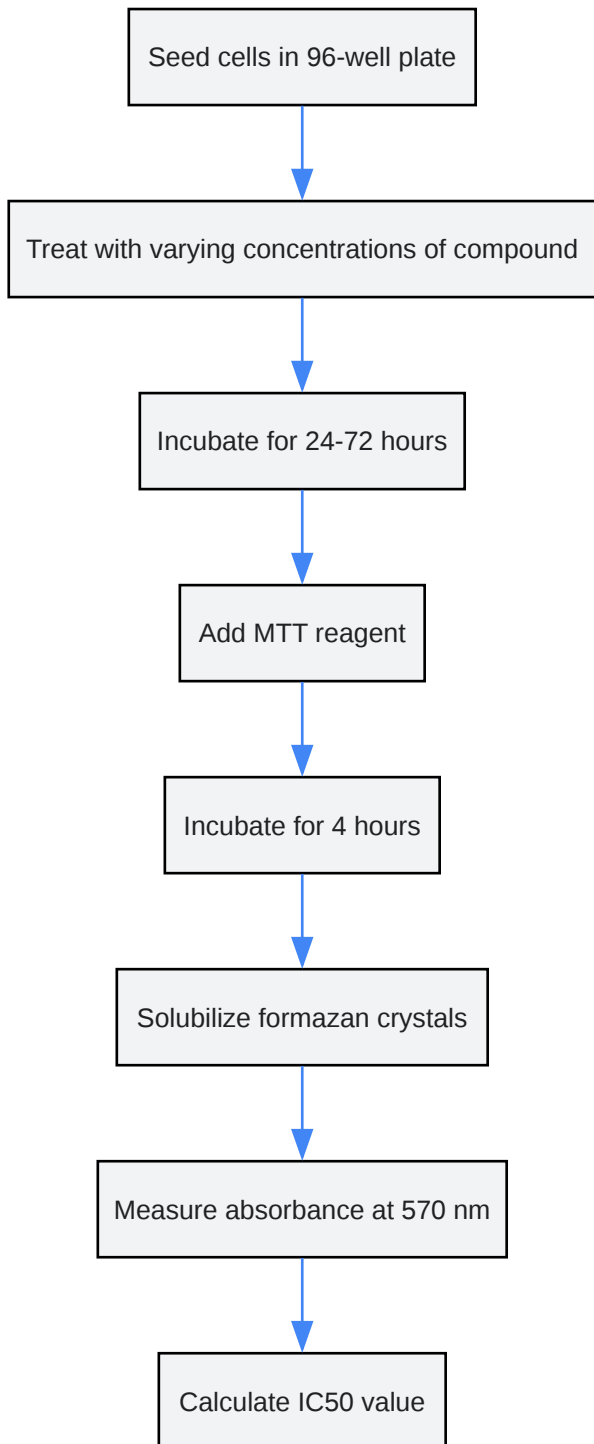 Seed cells in 96-well plate
Treat with varying concentrations of compound
Incubate for 24-72 hours
Add MTT reagent
Incubate for 4 hours
Solubilize formazan crystals
Measure absorbance at 570 nm
Calculate IC50 value